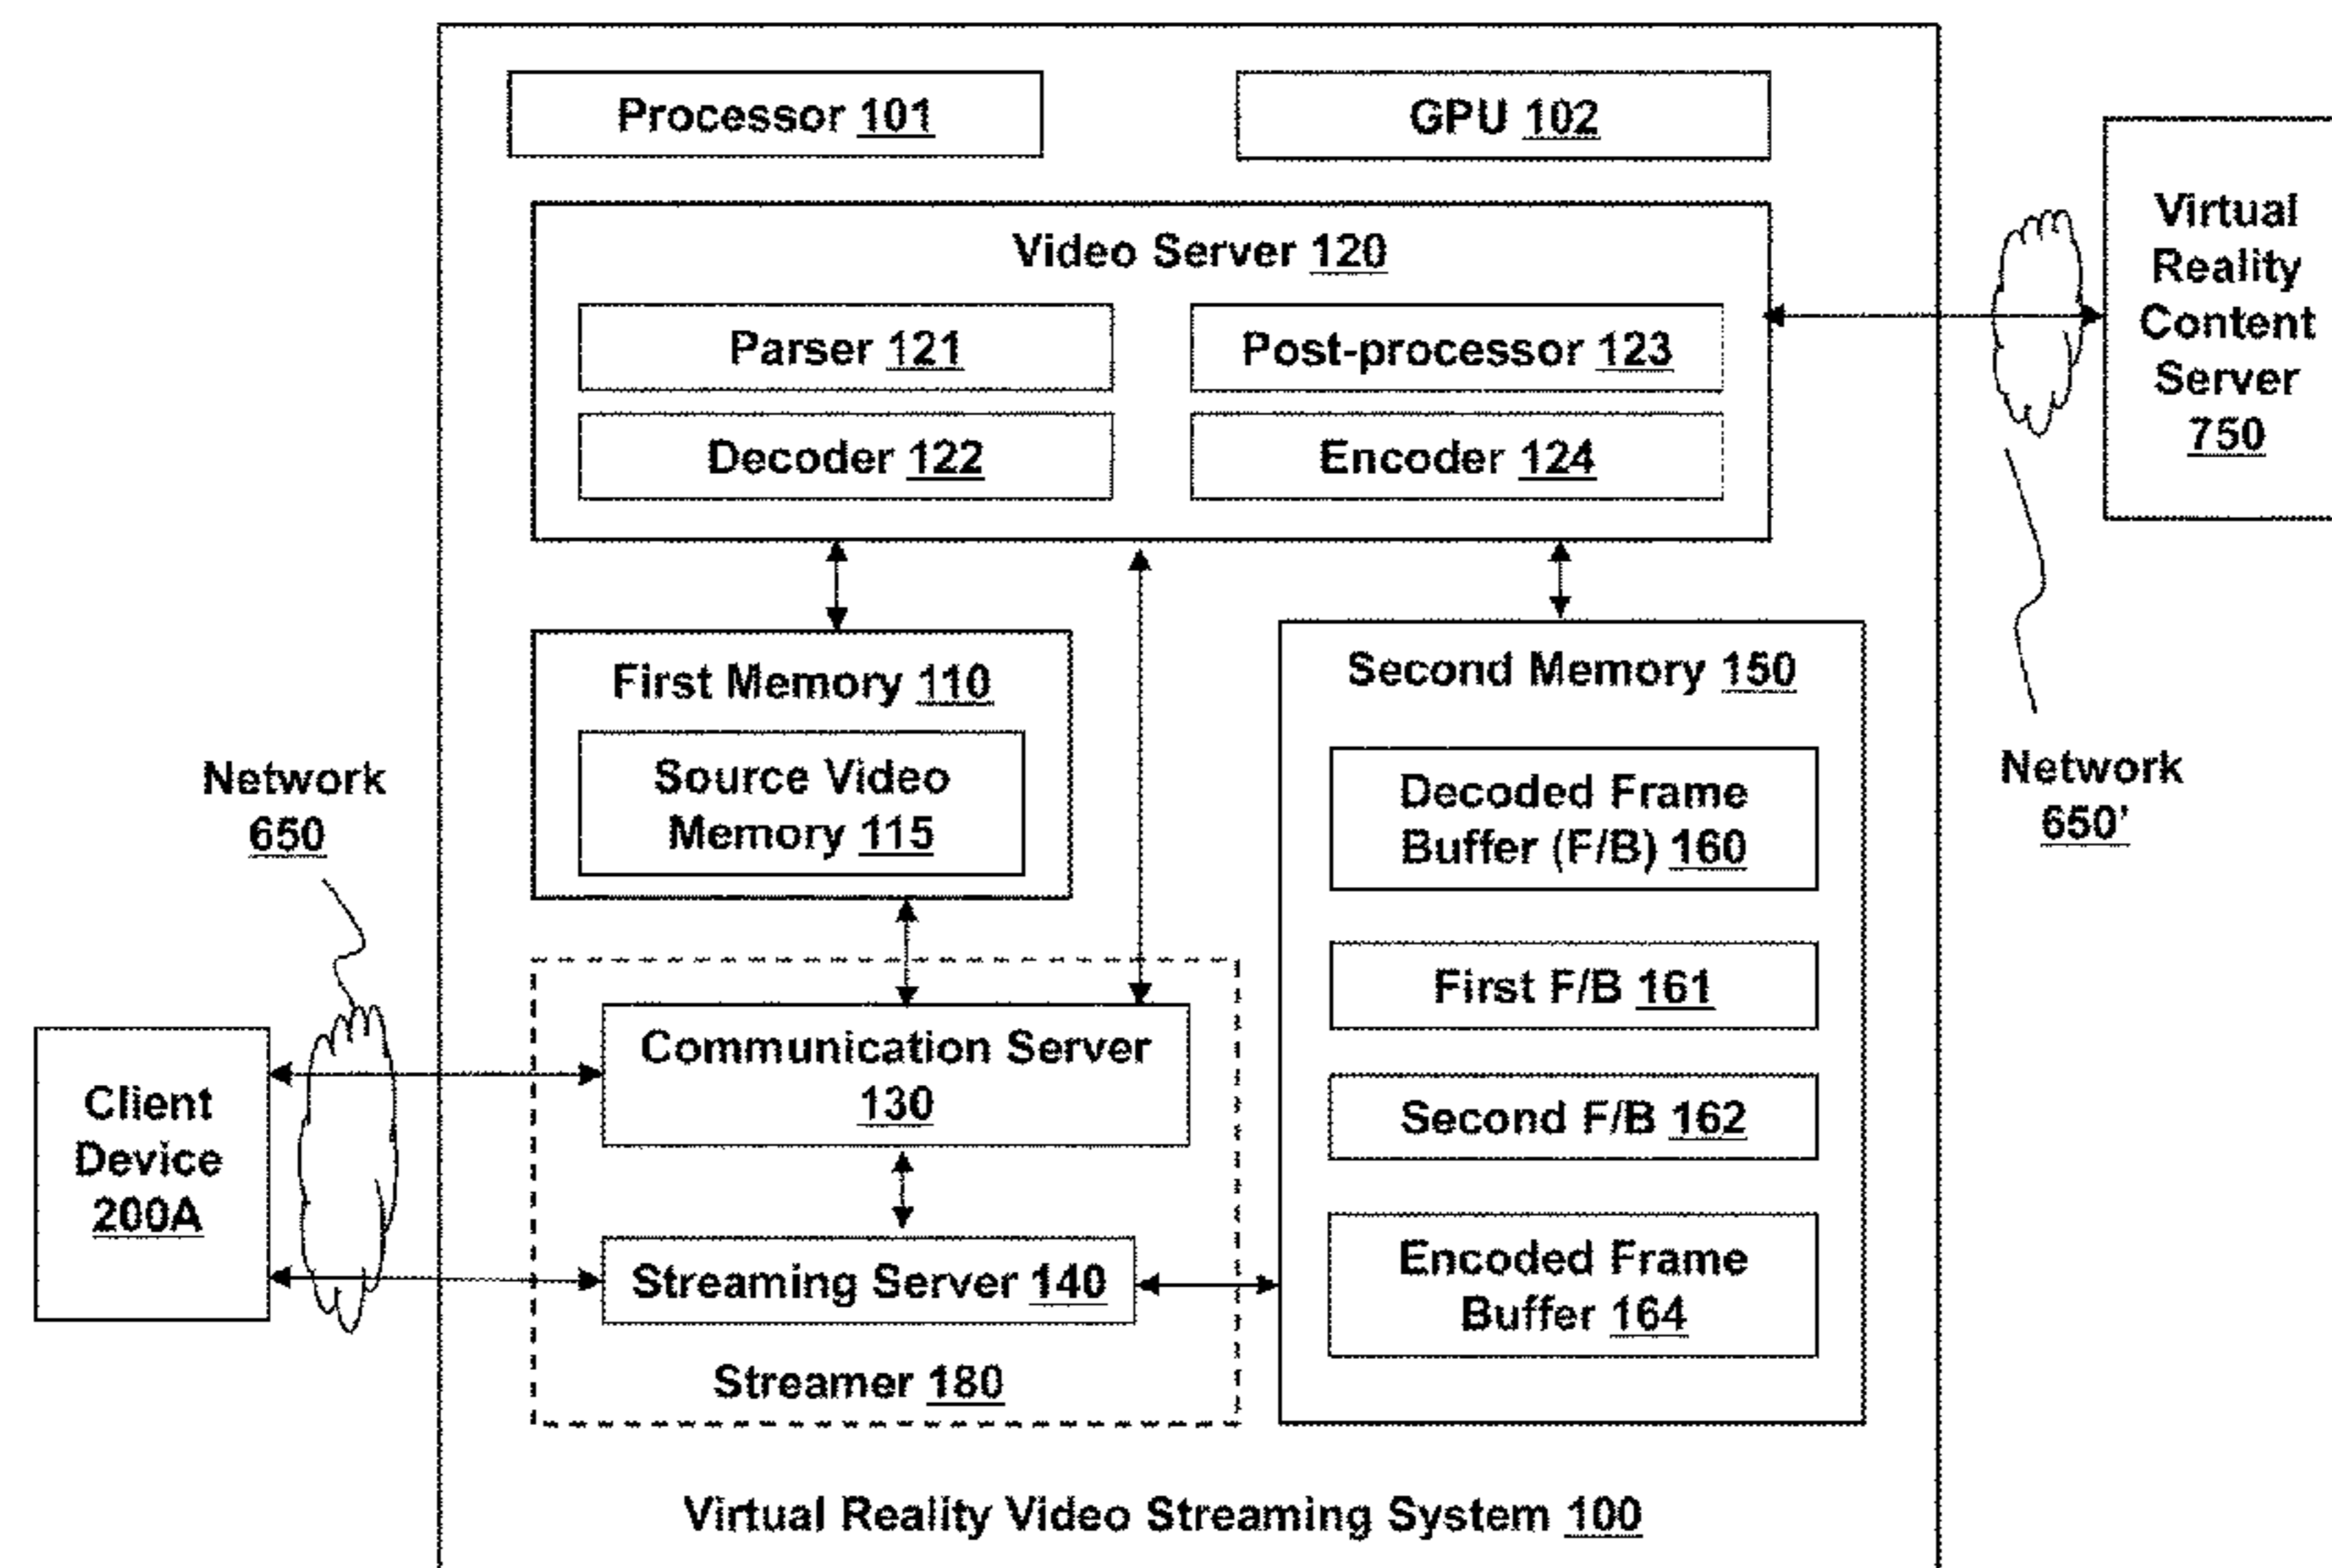 Processor 101
GPU 102
Video Server 120
Parser 121
Post-processor 123
Decoder 122
Encoder 124
Virtual
Reality
Content
Server
750
First Memory 110
Source Video
Memory 115
Second Memory 150
Decoded Frame
Buffer (F/B) 160
First F/B 161
Second F/B 162
Encoded Frame
Buffer 164
Network
650
Network
650'
Communication Server
130
Streaming Server 140
Streamer 180
Client
Device
200A
Virtual Reality Video Streaming System 100